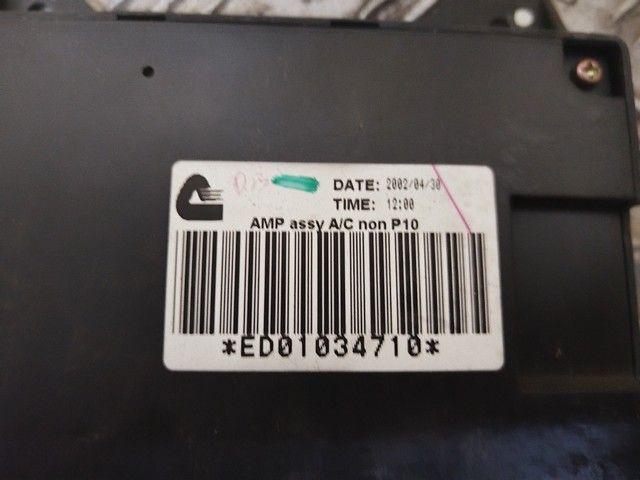 DATE: 2002/04/30
TIME: 12:00
AMP assy A/C non P10
*ED01034710*